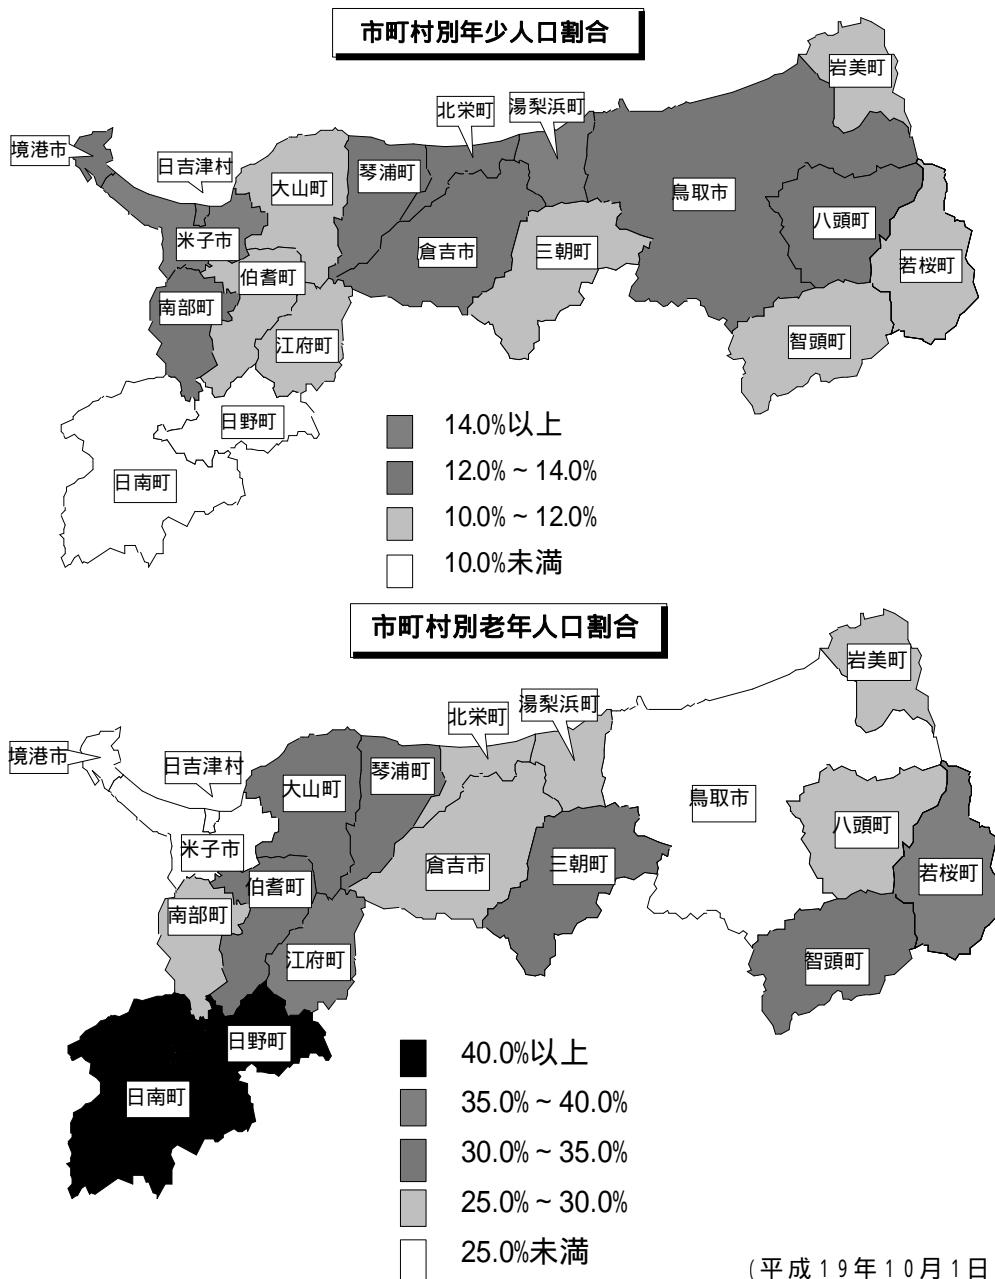 市町村別年少人口割合
岩美町
北栄町
湯梨浜町
境港市
日吉津村
大山町
琴浦町
鳥取市
八頭町
米子市
倉吉市
三朝町
若桜町
伯耆町
南部町
江府町
智頭町
日野町
日南町
14.0%以上
12.0%~14.0%
10.0%~12.0%
10.0%未満
市町村別老年人口割合
岩美町
湯梨浜町
北栄町
境港市
日吉津村
大山町
琴浦町
鳥取市
八頭町
米子市
倉吉市
三朝町
若桜町
伯耆町
南部町
江府町
智頭町
日野町
日南町
40.0%以上
35.0%~40.0%
30.0%~35.0%
25.0%~30.0%
25.0%未満
(平成19年10月1日